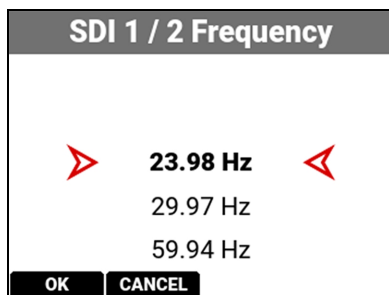 SDI 1 / 2 Frequency
23.98 Hz
29.97 Hz
59.94 Hz
OK CANCEL